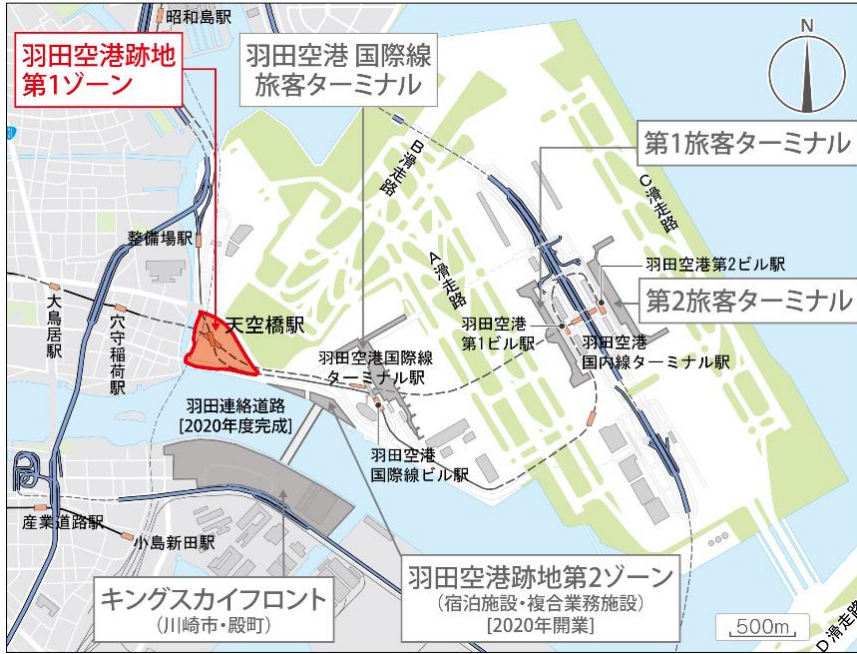 昭和島駅
羽田空港跡地
第1ゾーン
羽田空港 国際線
旅客ターミナル
N
第1旅客ターミナル
B滑走路
C滑走路
A滑走路
整備場駅
羽田空港第2ビル駅
第2旅客ターミナル
大鳥居駅
穴守稲荷駅
天空橋駅
羽田空港
第1ビル駅
羽田空港
国内線ターミナル駅
羽田空港国際線
ターミナル駅
羽田連絡道路
[2020年度完成]
羽田空港
国際線ビル駅
産業道路駅
小島新田駅
キングスカイフロント
(川崎市・殿町)
羽田空港跡地第2ゾーン
(宿泊施設・複合業務施設)
[2020年開業]
500m
D滑走路